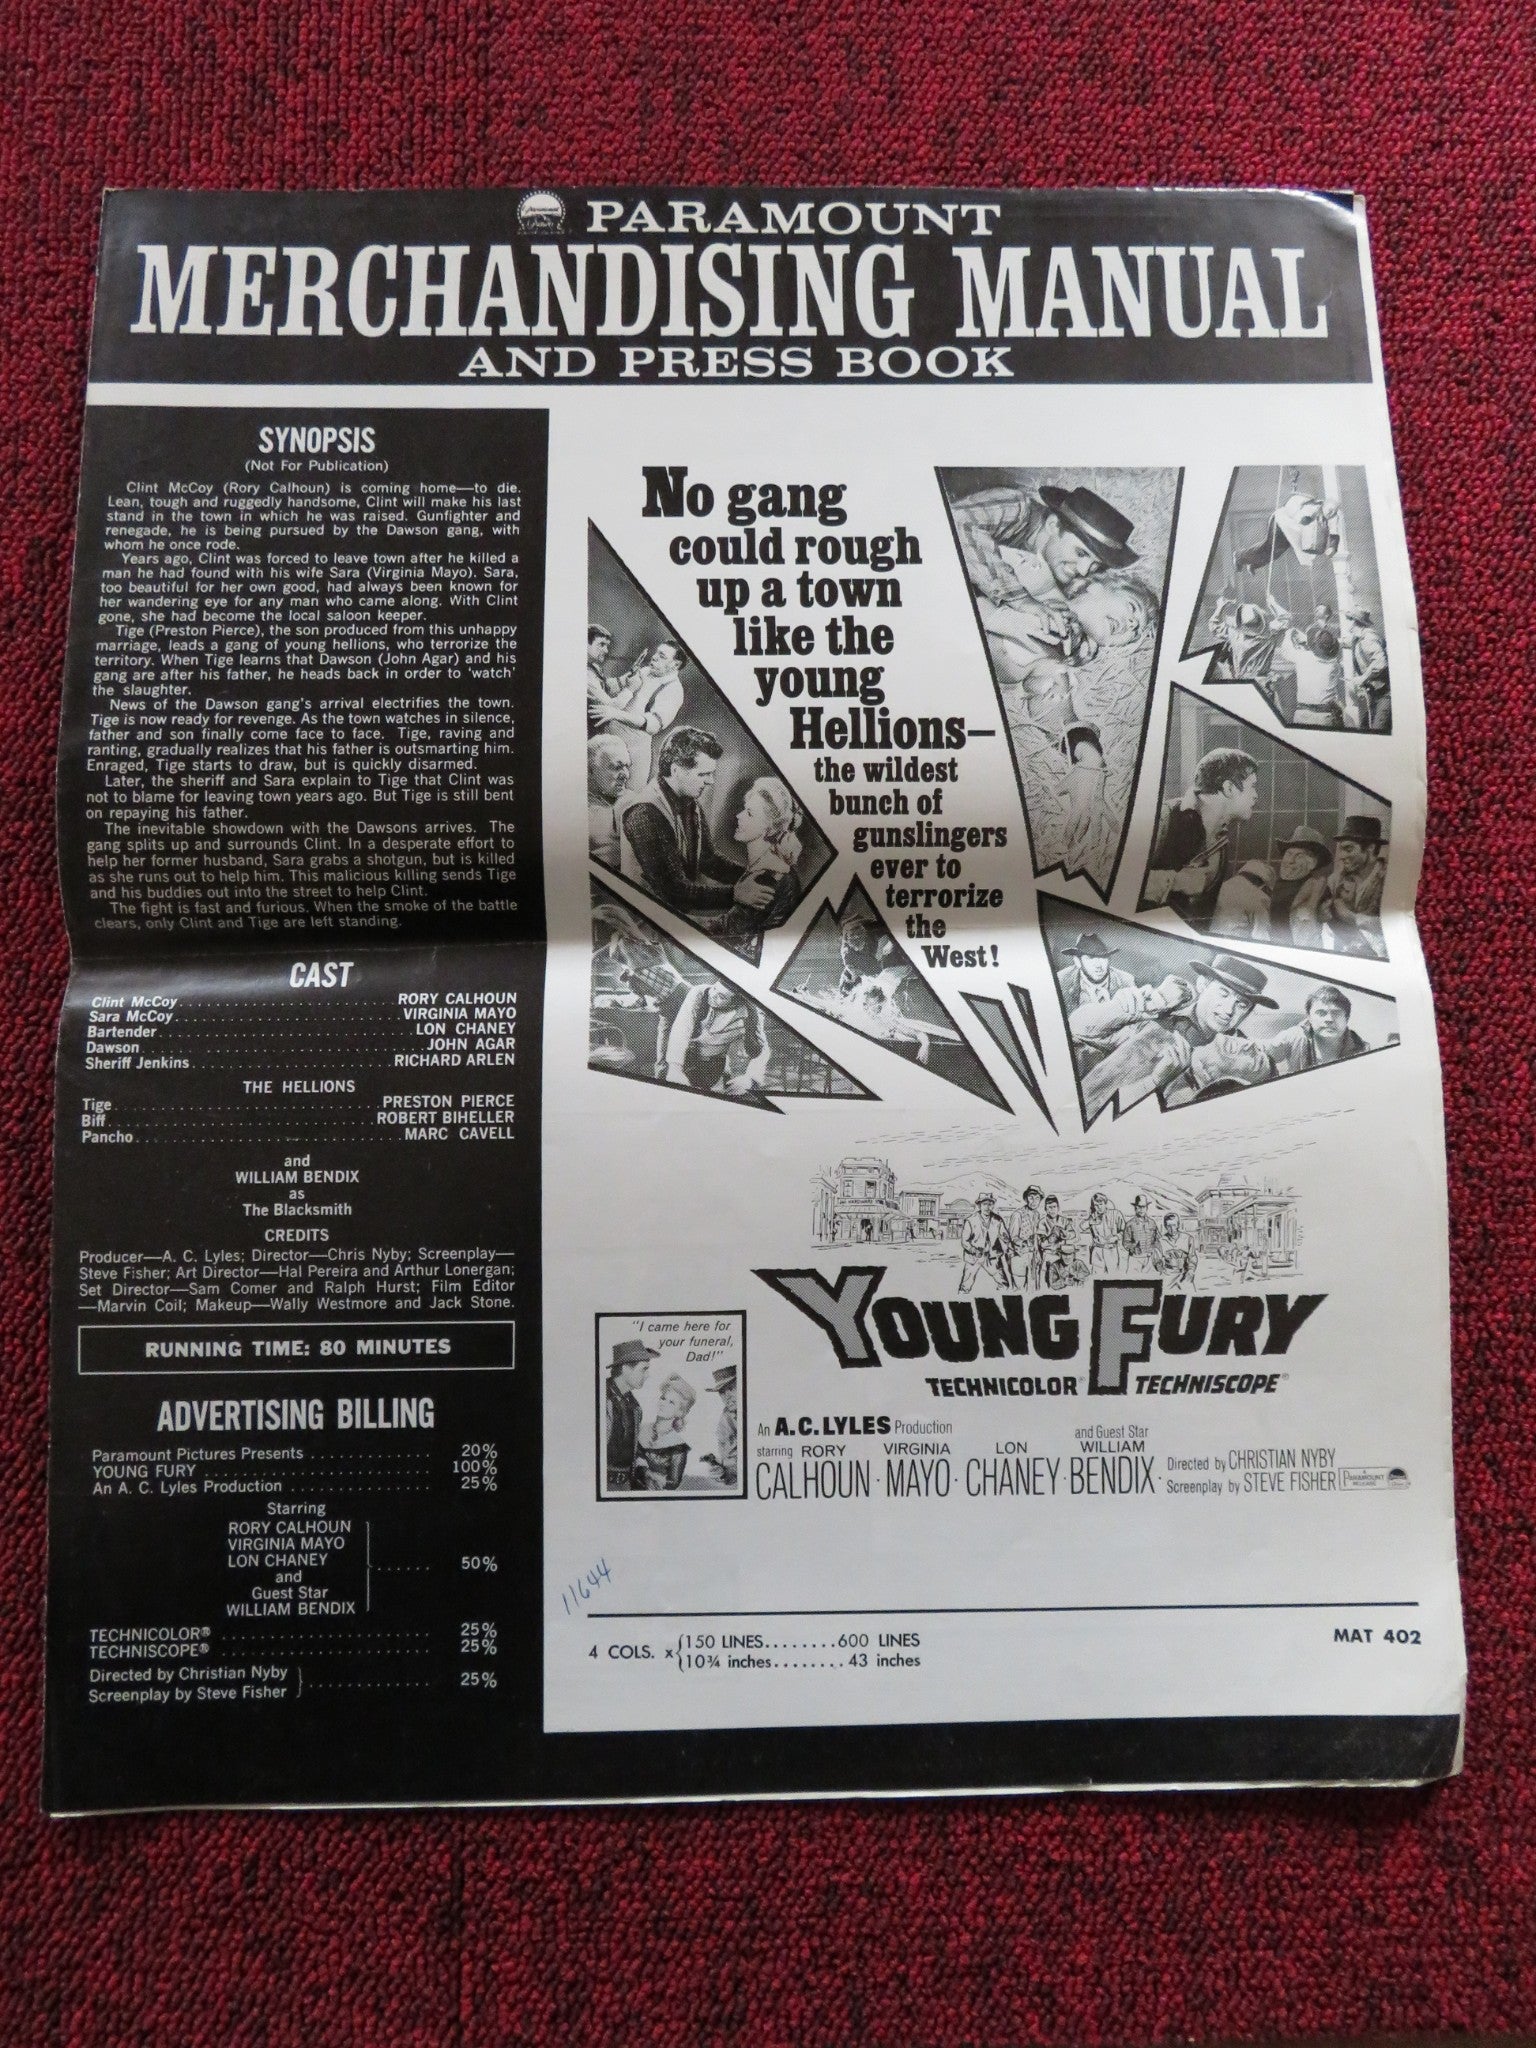 PARAMOUNT
MERCHANDISING MANUAL
AND PRESS BOOK
SYNOPSIS
(Not For Publication)
Clint McCoy (Rory Calhoun) is coming home—to die.
Lean, tough and ruggedly handsome, Clint will make his last
stand in the town in which he was raised. Gunfighter and
renegade, he is being pursued by the Dawson gang, with
whom he once rode.
Years ago, Clint was forced to leave town after he killed a
man he had found with his wife Sara (Virginia Mayo). Sara,
too beautiful for her own good, had always been known for
her wandering eye for any man who came along. With Clint
gone, she had become the local saloon keeper.
Tige (Preston Pierce), the son produced from this unhappy
marriage, leads a gang of young hellions, who terrorize the
territory. When Tige learns that Dawson (John Agar) and his
gang are after his father, he heads back in order to 'watch'
the slaughter.
News of the Dawson gang's arrival electrifies the town.
Tige is now ready for revenge. As the town watches in silence,
father and son finally come face to face. Tige, raving and
ranting, gradually realizes that his father is outsmarting him.
Enraged, Tige starts to draw, but is quickly disarmed.
Later, the sheriff and Sara explain to Tige that Clint was
not to blame for leaving town years ago. But Tige is still bent
on repaying his father.
The inevitable showdown with the Dawsons arrives. The
gang splits up and surrounds Clint. In a desperate effort to
help her former husband, Sara grabs a shotgun, but is killed
as she runs out to help him. This malicious killing sends Tige
and his buddies out into the street to help Clint.
The fight is fast and furious. When the smoke of the battle
clears, only Clint and Tige are left standing.
CAST
Clint McCoy........................RORY CALHOUN
Sara McCoy........................VIRGINIA MAYO
Bartender........................LON CHANEY
Dawson........................JOHN AGAR
Sheriff Jenkins........................RICHARD ARLEN
THE HELLIONS
Tige........................PRESTON PIERCE
Biff........................ROBERT BIHELLER
Pancho........................MARC CAVELL
and
WILLIAM BENDIX
as
The Blacksmith
CREDITS
Producer—A. C. Lyles; Director—Chris Nyby; Screenplay—
Steve Fisher; Art Director—Hal Pereira and Arthur Lonergan;
Set Director—Sam Comer and Ralph Hurst; Film Editor
—Marvin Coil; Makeup—Wally Westmore and Jack Stone.
RUNNING TIME: 80 MINUTES
ADVERTISING BILLING
Paramount Pictures Presents ............ 20%
YOUNG FURY ............ 100%
An A. C. Lyles Production ............ 25%
Starring
RORY CALHOUN
VIRGINIA MAYO
LON CHANEY ...... 50%
and
Guest Star
WILLIAM BENDIX
TECHNICOLOR® ............ 25%
TECHNISCOPE® ............ 25%
Directed by Christian Nyby
Screenplay by Steve Fisher ............ 25%
No gang
could rough
up a town
like the
young
Hellions—
the wildest
bunch of
gunslingers
ever to
terrorize
the
West!
YOUNG FURY
TECHNICOLOR® TECHNISCOPE®
"I came here for
your funeral,
Dad!"
An A.C. LYLES Production
starring RORY CALHOUN · VIRGINIA MAYO · LON CHANEY · and Guest Star WILLIAM BENDIX ·
Directed by CHRISTIAN NYBY
Screenplay by STEVE FISHER
A PARAMOUNT RELEASE
11644
4 COLS. x {150 LINES........600 LINES
{10¾ inches........43 inches
MAT 402